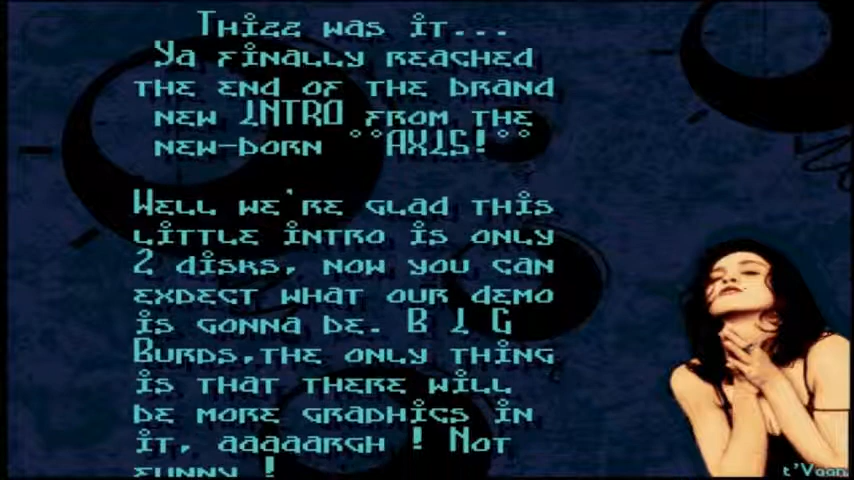 Thizz was it...
Ya finally reached
the end of the brand
new INTRO from the
new-born °°AXIS!°°
Well we're glad this
little intro is only
2 disks, now you can
expect what our demo
is gonna be. B I G
Burds,the only thing
is that there will
be more graphics in
it, aaaaargh ! Not
funny !
t'Vaan